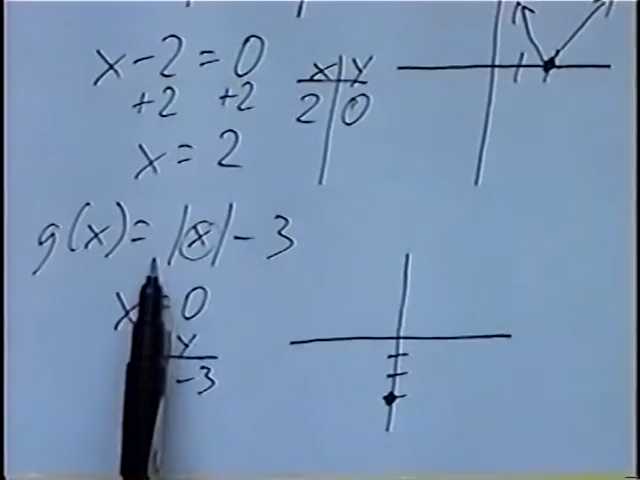 x-2=0
+2 +2
x=2
x y
2 0
g(x)=|x|-3
x=0
y
-3